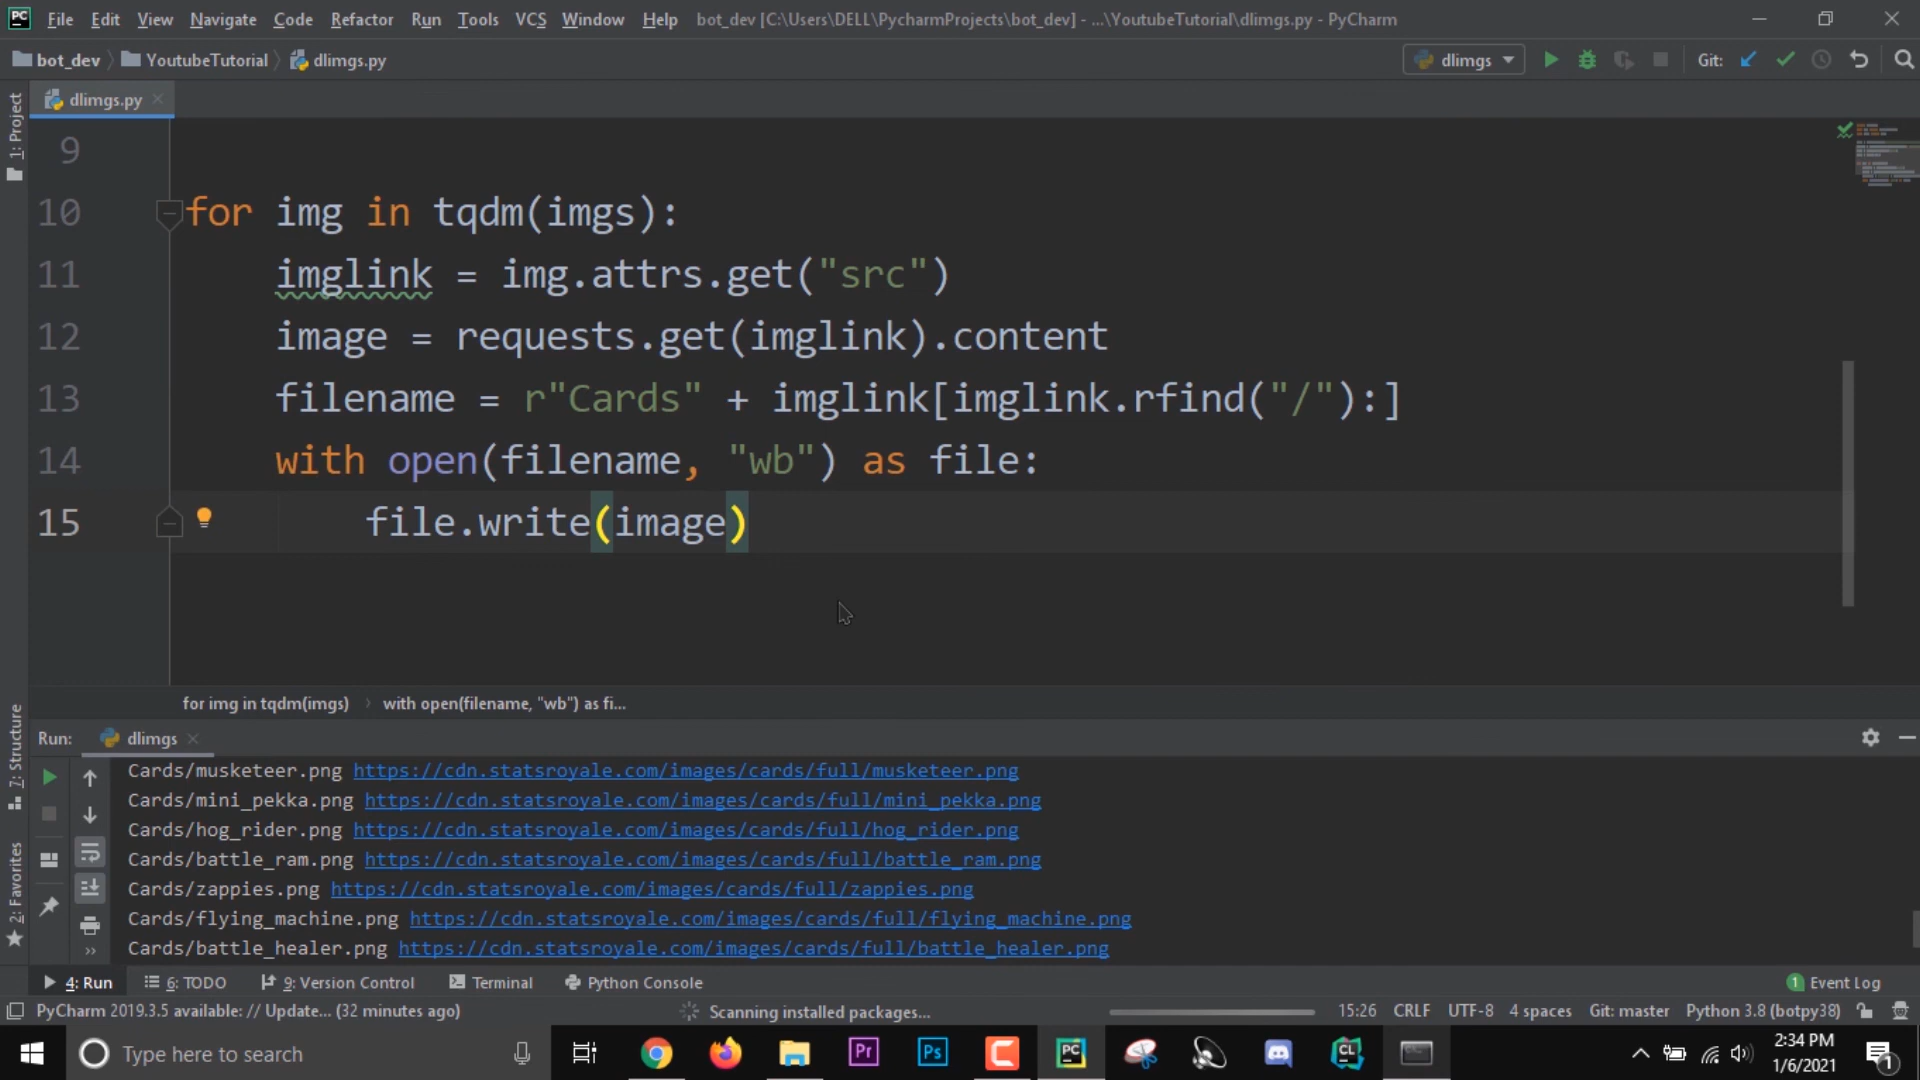 PC File Edit View Navigate Code Refactor Run Tools VCS Window Help bot_dev [C:\Users\DELL\PycharmProjects\bot_dev] - ...\YoutubeTutorial\dlimgs.py - PyCharm
bot_dev YoutubeTutorial dlimgs.py dlimgs Git:
dlimgs.py
1: Project
9
10 for img in tqdm(imgs):
11 imglink = img.attrs.get("src")
12 image = requests.get(imglink).content
13 filename = r"Cards" + imglink[imglink.rfind("/"):]
14 with open(filename, "wb") as file:
15 file.write(image)
for img in tqdm(imgs) › with open(filename, "wb") as fi...
7: Structure
2: Favorites
Run: dlimgs
Cards/musketeer.png https://cdn.statsroyale.com/images/cards/full/musketeer.png
Cards/mini_pekka.png https://cdn.statsroyale.com/images/cards/full/mini_pekka.png
Cards/hog_rider.png https://cdn.statsroyale.com/images/cards/full/hog_rider.png
Cards/battle_ram.png https://cdn.statsroyale.com/images/cards/full/battle_ram.png
Cards/zappies.png https://cdn.statsroyale.com/images/cards/full/zappies.png
Cards/flying_machine.png https://cdn.statsroyale.com/images/cards/full/flying_machine.png
Cards/battle_healer.png https://cdn.statsroyale.com/images/cards/full/battle_healer.png
4: Run 6: TODO 9: Version Control Terminal Python Console 1 Event Log
PyCharm 2019.3.5 available: // Update... (32 minutes ago) Scanning installed packages... 15:26 CRLF UTF-8 4 spaces Git: master Python 3.8 (botpy38)
Type here to search Pr Ps PC CL 2:34 PM
1/6/2021 1